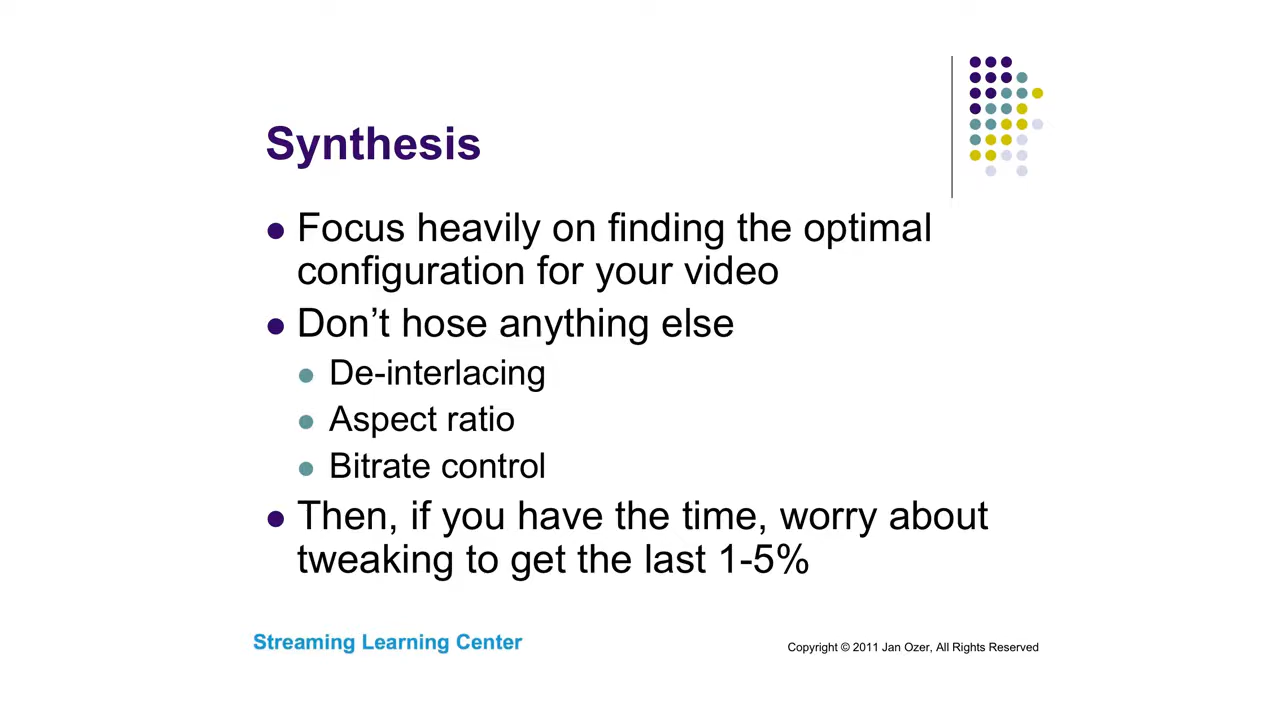 Synthesis
Focus heavily on finding the optimal
configuration for your video
Don’t hose anything else
De-interlacing
Aspect ratio
Bitrate control
Then, if you have the time, worry about
tweaking to get the last 1-5%
Streaming Learning Center
Copyright © 2011 Jan Ozer, All Rights Reserved